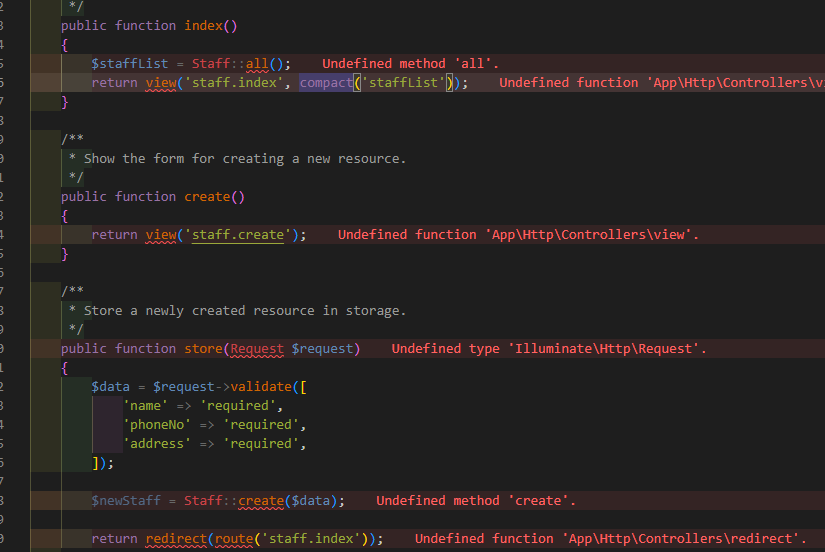 */
public function index()
{
$staffList = Staff::all(); Undefined method 'all'.
return view('staff.index', compact('staffList')); Undefined function 'App\Http\Controllers\vi
}
/**
* Show the form for creating a new resource.
*/
public function create()
{
return view('staff.create'); Undefined function 'App\Http\Controllers\view'.
}
/**
* Store a newly created resource in storage.
*/
public function store(Request $request) Undefined type 'Illuminate\Http\Request'.
{
$data = $request->validate([
'name' => 'required',
'phoneNo' => 'required',
'address' => 'required',
]);
$newStaff = Staff::create($data); Undefined method 'create'.
return redirect(route('staff.index')); Undefined function 'App\Http\Controllers\redirect'.